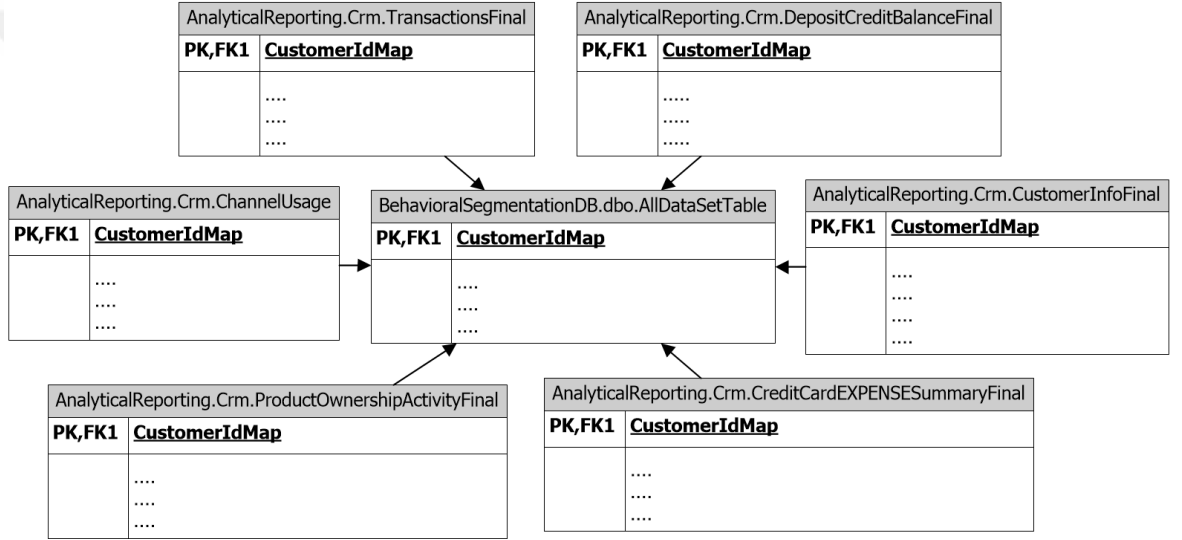 AnalyticalReporting.Crm.TransactionsFinal
PK,FK1 CustomerIdMap
....
....
....
AnalyticalReporting.Crm.DepositCreditBalanceFinal
PK,FK1 CustomerIdMap
.....
.....
.....
AnalyticalReporting.Crm.ChannelUsage
PK,FK1 CustomerIdMap
....
....
....
BehavioralSegmentationDB.dbo.AllDataSetTable
PK,FK1 CustomerIdMap
....
....
....
AnalyticalReporting.Crm.CustomerInfoFinal
PK,FK1 CustomerIdMap
....
....
....
....
AnalyticalReporting.Crm.ProductOwnershipActivityFinal
PK,FK1 CustomerIdMap
....
....
....
AnalyticalReporting.Crm.CreditCardEXPENSESummaryFinal
PK,FK1 CustomerIdMap
....
....
....